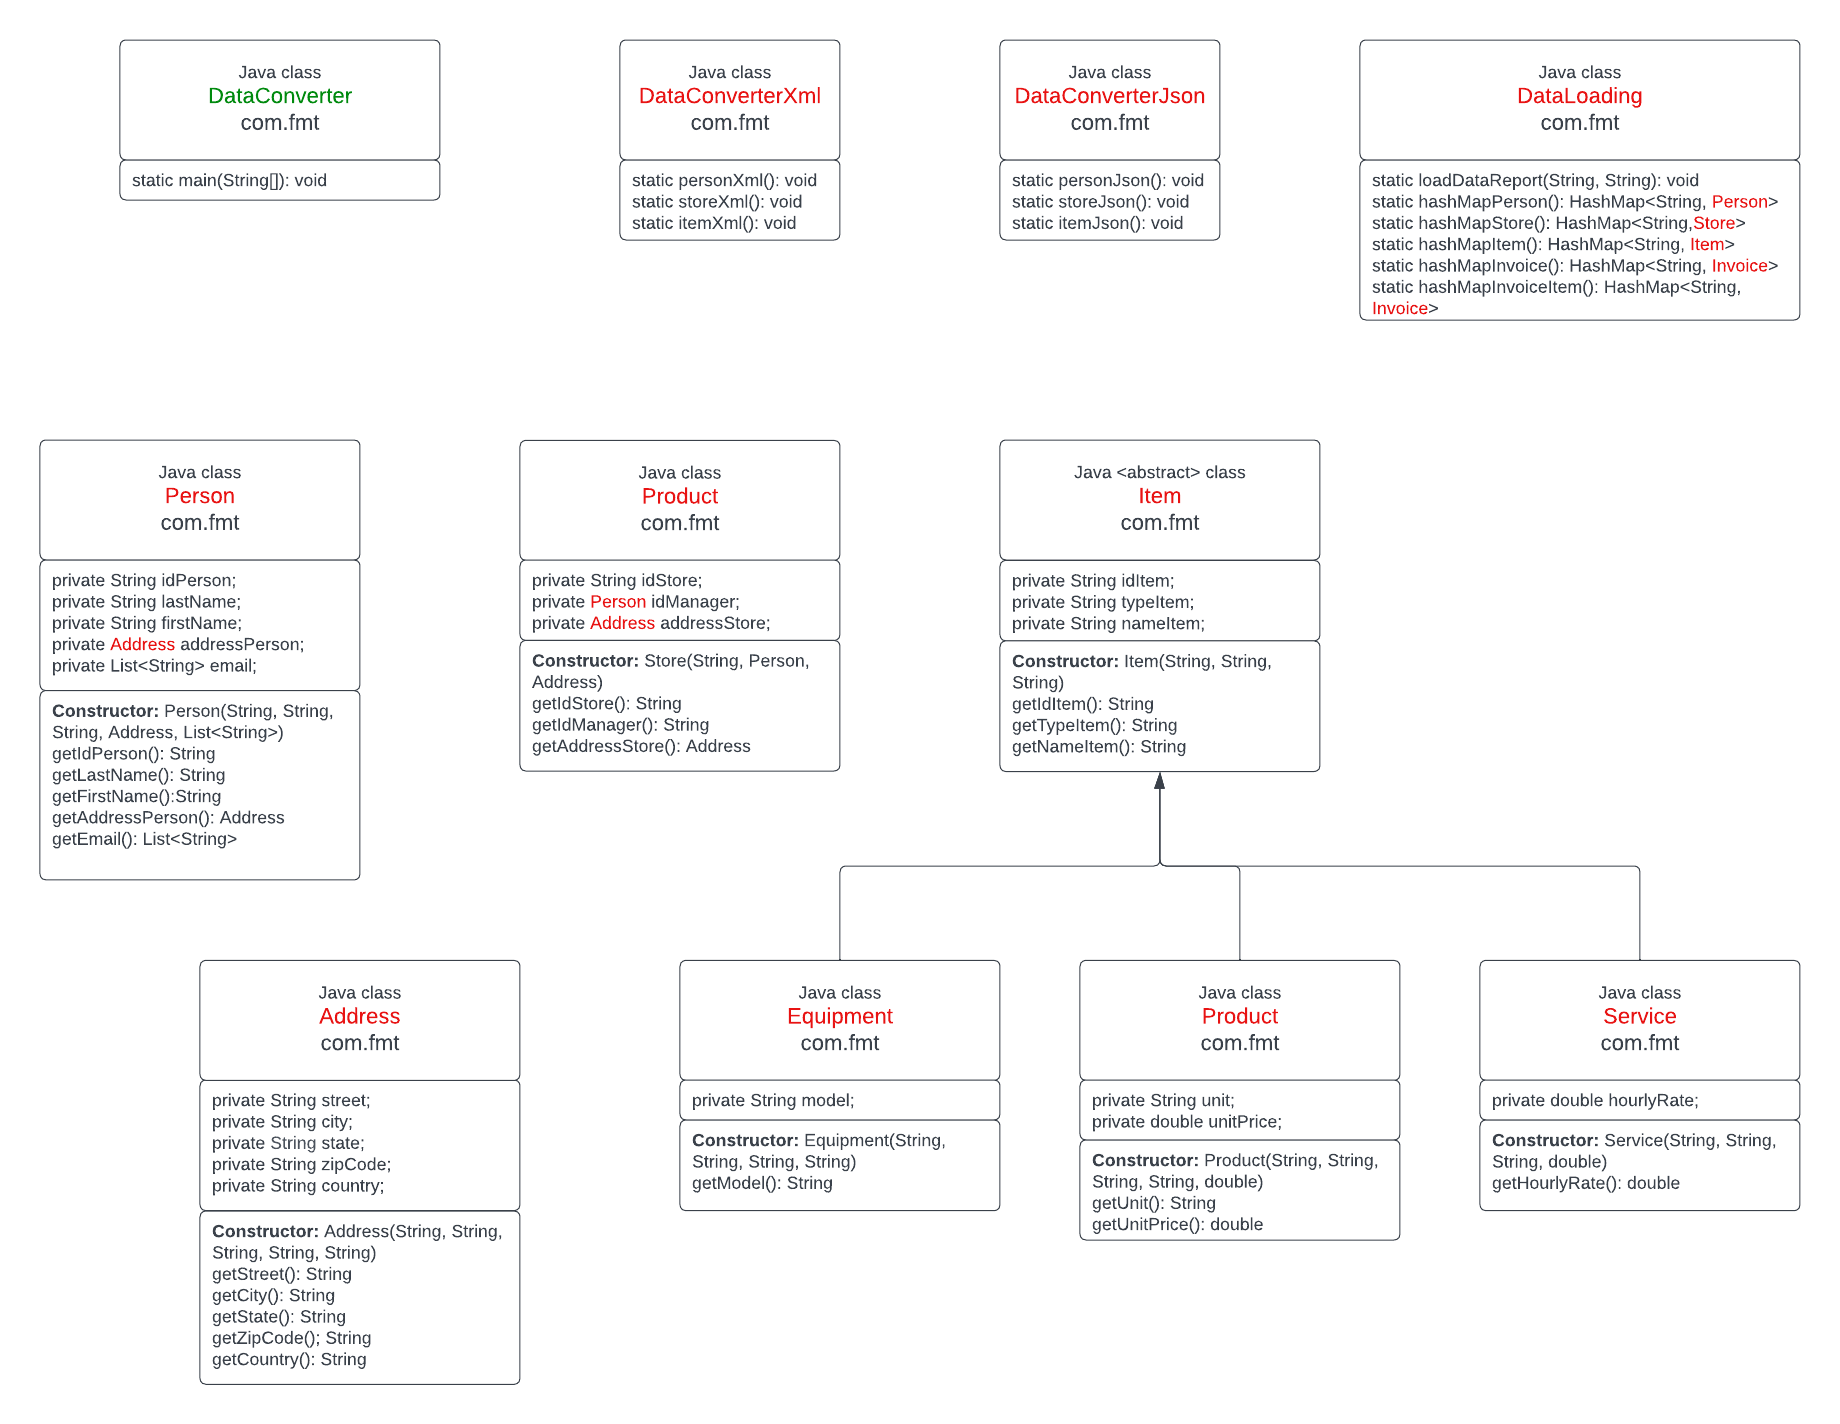 Java class
DataConverter
com.fmt
static main(String[]): void
Java class
DataConverterXml
com.fmt
static personXml(): void
static storeXml(): void
static itemXml(): void
Java class
DataConverterJson
com.fmt
static personJson(): void
static storeJson(): void
static itemJson(): void
Java class
DataLoading
com.fmt
static loadDataReport(String, String): void
static hashMapPerson(): HashMap<String, Person>
static hashMapStore(): HashMap<String,Store>
static hashMapItem(): HashMap<String, Item>
static hashMapInvoice(): HashMap<String, Invoice>
static hashMapInvoiceItem(): HashMap<String,
Invoice>
Java class
Person
com.fmt
private String idPerson;
private String lastName;
private String firstName;
private Address addressPerson;
private List<String> email;
Constructor: Person(String, String,
String, Address, List<String>)
getIdPerson(): String
getLastName(): String
getFirstName():String
getAddressPerson(): Address
getEmail(): List<String>
Java class
Product
com.fmt
private String idStore;
private Person idManager;
private Address addressStore;
Constructor: Store(String, Person,
Address)
getIdStore(): String
getIdManager(): String
getAddressStore(): Address
Java <abstract> class
Item
com.fmt
private String idItem;
private String typeItem;
private String nameItem;
Constructor: Item(String, String,
String)
getIdItem(): String
getTypeItem(): String
getNameItem(): String
Java class
Address
com.fmt
private String street;
private String city;
private String state;
private String zipCode;
private String country;
Constructor: Address(String, String,
String, String, String)
getStreet(): String
getCity(): String
getState(): String
getZipCode(); String
getCountry(): String
Java class
Equipment
com.fmt
private String model;
Constructor: Equipment(String,
String, String, String)
getModel(): String
Java class
Product
com.fmt
private String unit;
private double unitPrice;
Constructor: Product(String, String,
String, String, double)
getUnit(): String
getUnitPrice(): double
Java class
Service
com.fmt
private double hourlyRate;
Constructor: Service(String, String,
String, double)
getHourlyRate(): double